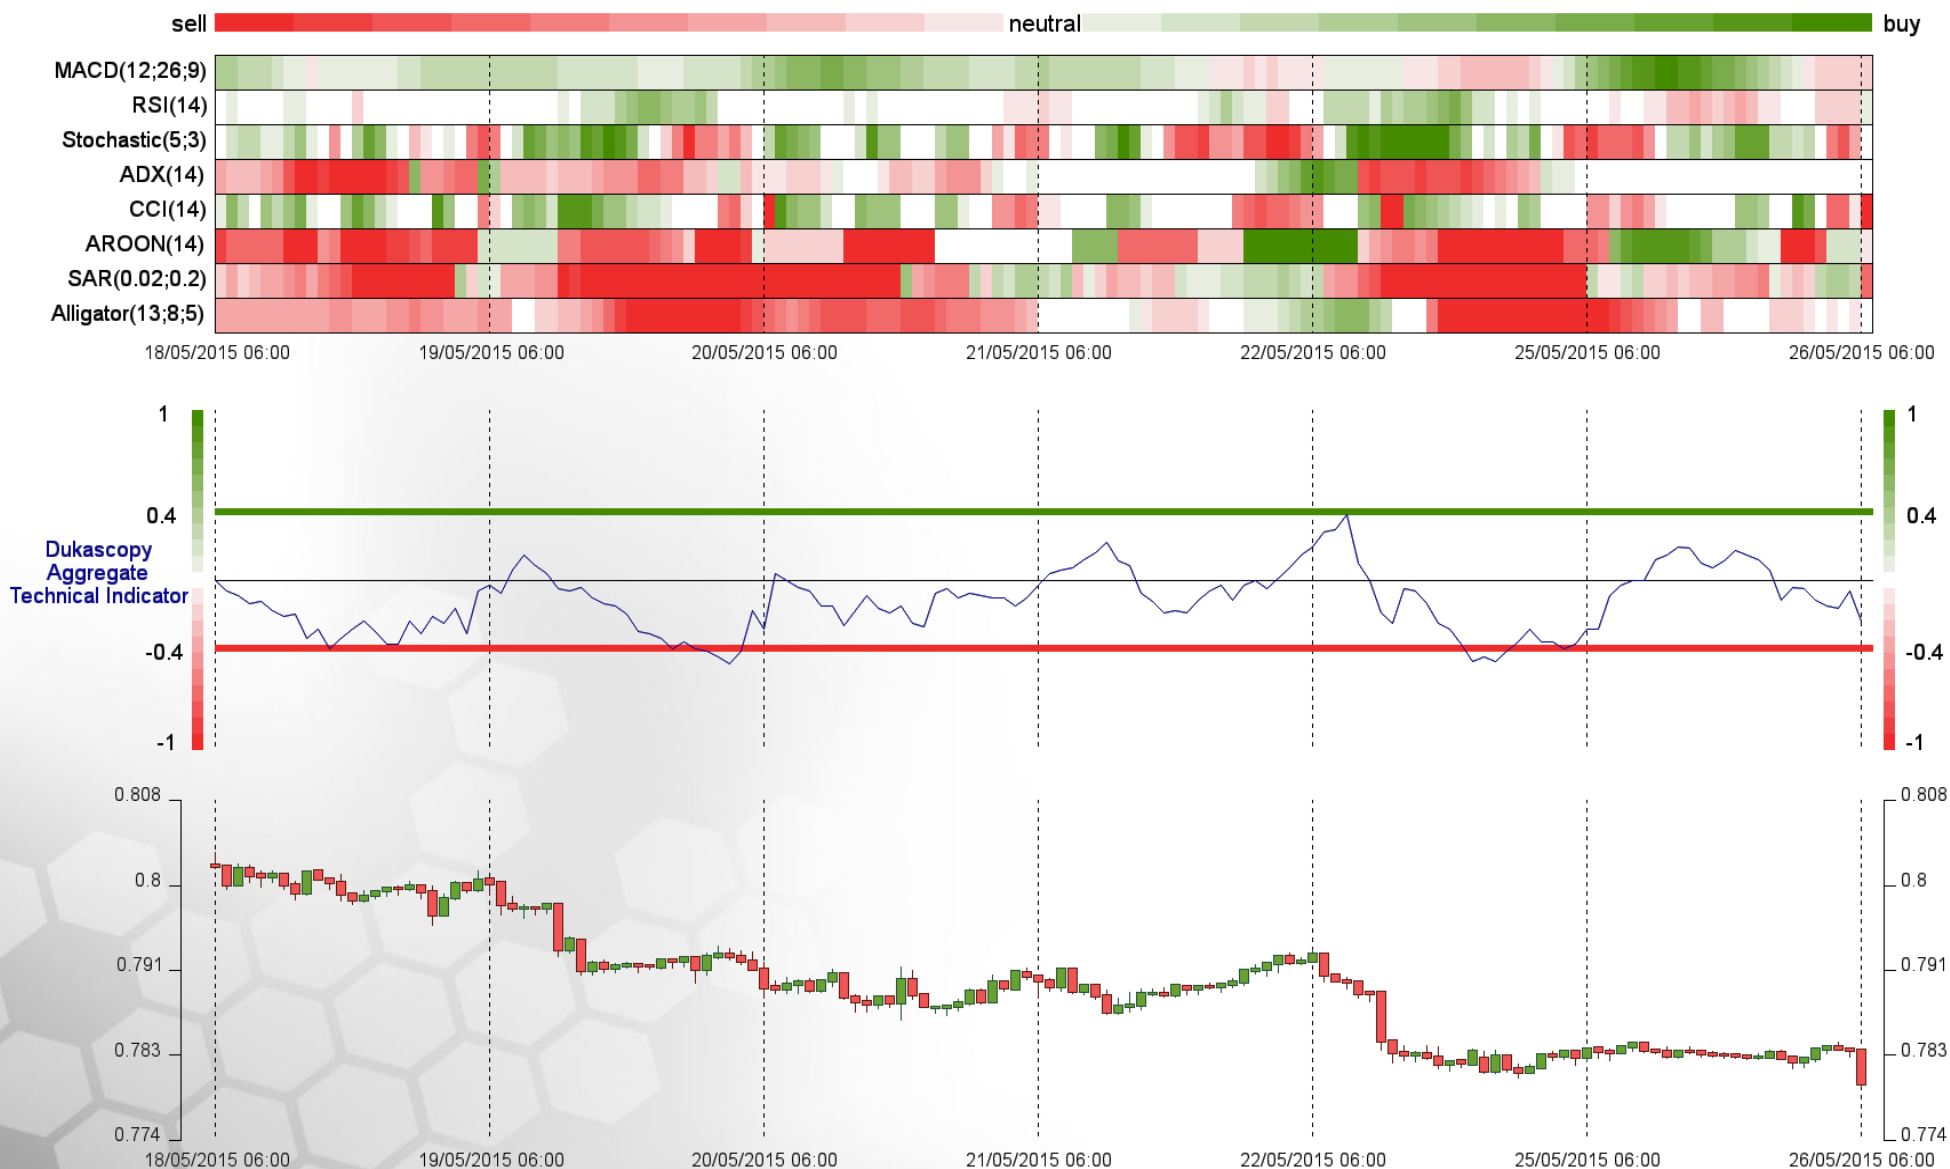 sell neutral buy
MACD(12;26;9)
RSI(14)
Stochastic(5;3)
ADX(14)
CCI(14)
AROON(14)
SAR(0.02;0.2)
Alligator(13;8;5)
18/05/2015 06:00 19/05/2015 06:00 20/05/2015 06:00 21/05/2015 06:00 22/05/2015 06:00 25/05/2015 06:00 26/05/2015 06:00
1 1
0.4 0.4
Dukascopy
Aggregate
Technical Indicator
-0.4 -0.4
-1 -1
0.808 0.808
0.8 0.8
0.791 0.791
0.783 0.783
0.774 0.774
18/05/2015 06:00 19/05/2015 06:00 20/05/2015 06:00 21/05/2015 06:00 22/05/2015 06:00 25/05/2015 06:00 26/05/2015 06:00